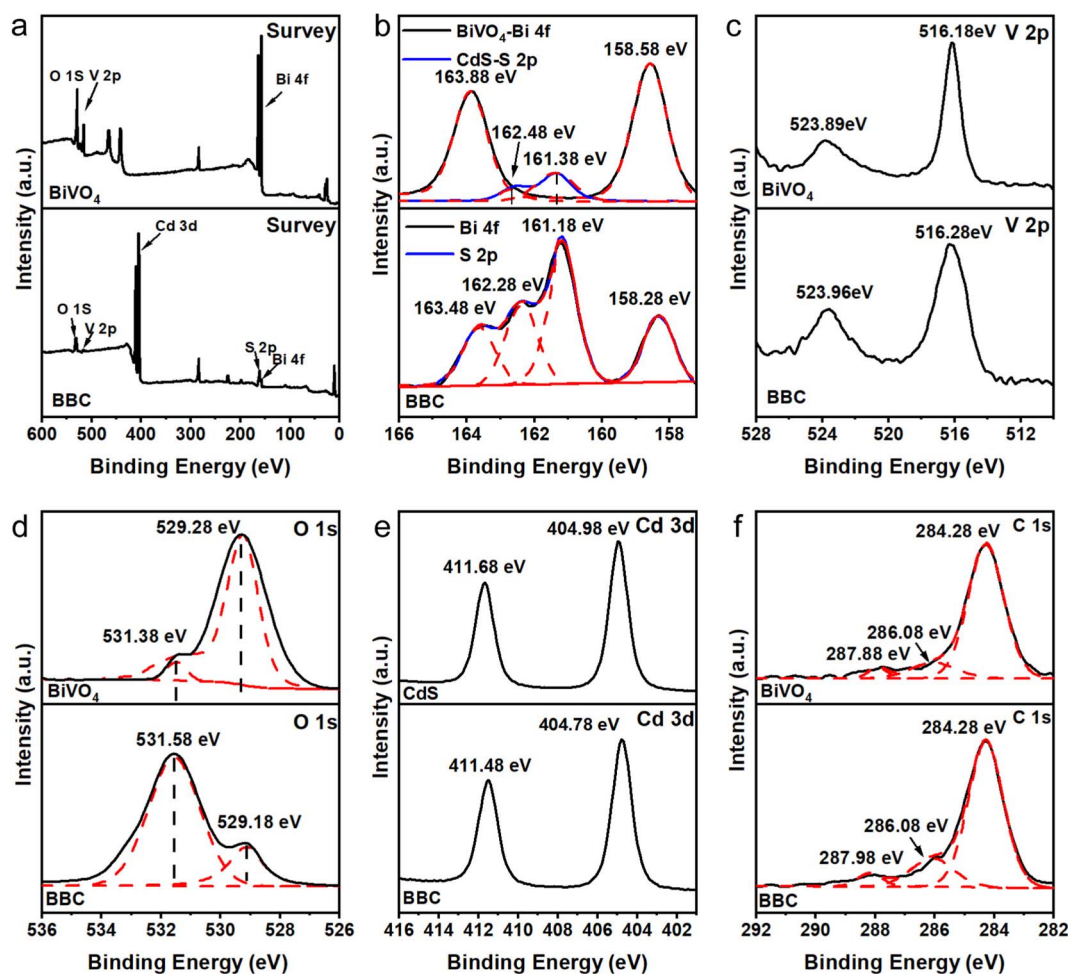 a
Survey
O 1S
V 2p
Bi 4f
BiVO4
Survey
Cd 3d
O 1S
V 2p
S 2p
Bi 4f
BBC
600 500 400 300 200 100 0
Binding Energy (eV)
Intensity (a.u.)
b
BiVO4-Bi 4f
CdS-S 2p
158.58 eV
163.88 eV
162.48 eV
161.38 eV
Bi 4f
S 2p
161.18 eV
162.28 eV
163.48 eV
158.28 eV
BBC
166 164 162 160 158
Binding Energy (eV)
Intensity (a.u.)
c
516.18eV
V 2p
523.89eV
BiVO4
516.28eV
V 2p
523.96eV
BBC
528 524 520 516 512
Binding Energy (eV)
Intensity (a.u.)
d
529.28 eV
O 1s
531.38 eV
BiVO4
O 1s
531.58 eV
529.18 eV
BBC
536 534 532 530 528 526
Binding Energy (eV)
Intensity (a.u.)
e
404.98 eV
Cd 3d
411.68 eV
CdS
404.78 eV
Cd 3d
411.48 eV
BBC
416 414 412 410 408 406 404 402
Binding Energy (eV)
Intensity (a.u.)
f
C 1s
284.28 eV
286.08 eV
287.88 eV
BiVO4
C 1s
284.28 eV
286.08 eV
287.98 eV
BBC
292 290 288 286 284 282
Binding Energy (eV)
Intensity (a.u.)